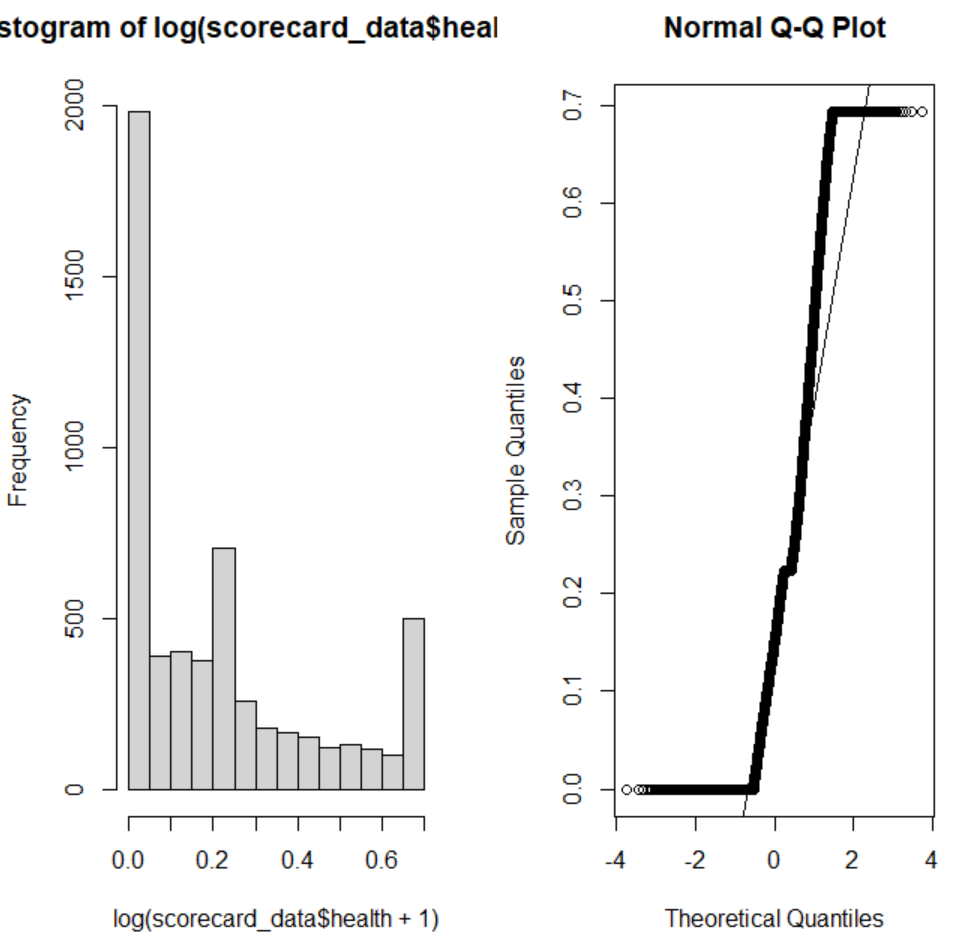 stogram of log(scorecard_data$heal
Normal Q-Q Plot
Frequency
0
500
1000
1500
2000
0.0 0.2 0.4 0.6
log(scorecard_data$health + 1)
Sample Quantiles
0.0
0.1
0.2
0.3
0.4
0.5
0.6
0.7
-4 -2 0 2 4
Theoretical Quantiles